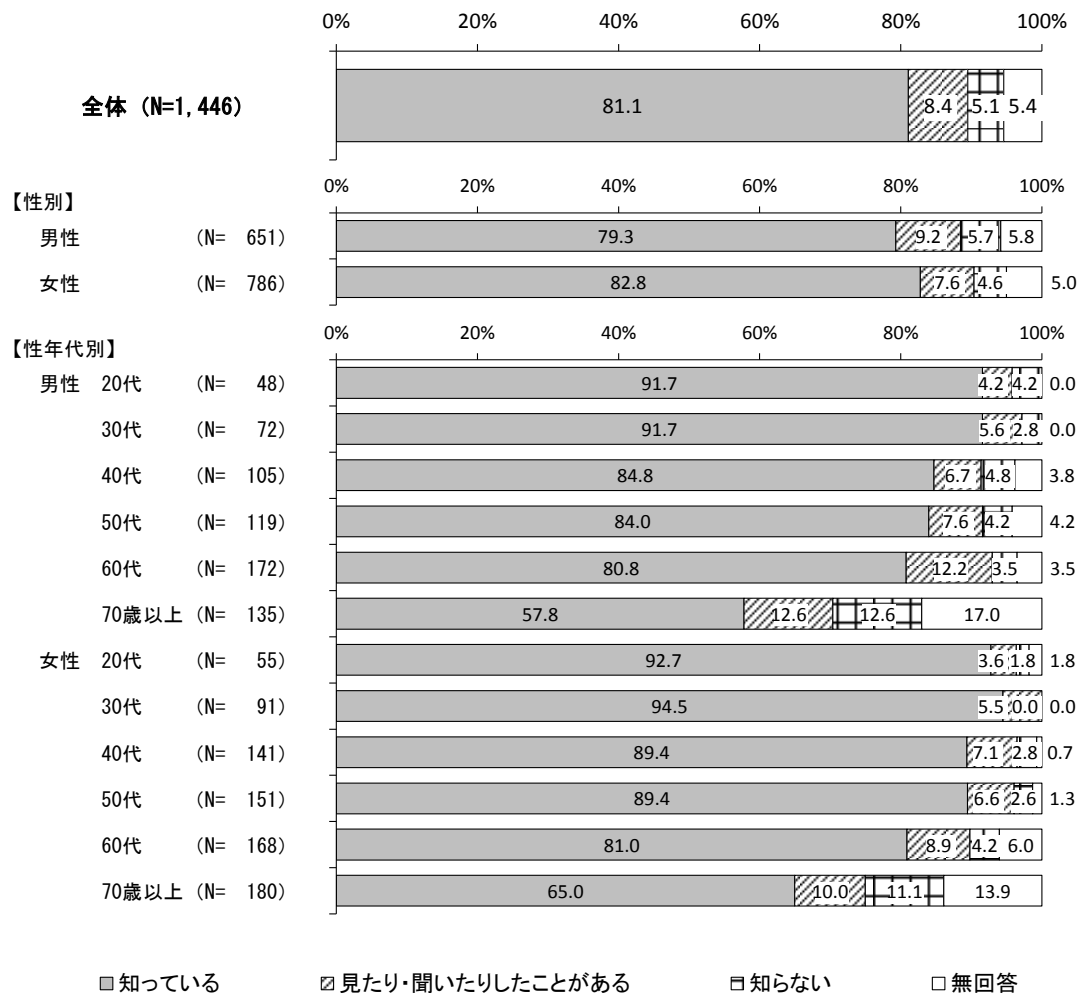 0% 20% 40% 60% 80% 100%
全体 (N=1,446) 81.1 8.4 5.1 5.4
0% 20% 40% 60% 80% 100%
【性別】
男性 (N= 651) 79.3 9.2 5.7 5.8
女性 (N= 786) 82.8 7.6 4.6 5.0
0% 20% 40% 60% 80% 100%
【性年代別】
男性 20代 (N= 48) 91.7 4.2 4.2 0.0
30代 (N= 72) 91.7 5.6 2.8 0.0
40代 (N= 105) 84.8 6.7 4.8 3.8
50代 (N= 119) 84.0 7.6 4.2 4.2
60代 (N= 172) 80.8 12.2 3.5 3.5
70歳以上 (N= 135) 57.8 12.6 12.6 17.0
女性 20代 (N= 55) 92.7 3.6 1.8 1.8
30代 (N= 91) 94.5 5.5 0.0 0.0
40代 (N= 141) 89.4 7.1 2.8 0.7
50代 (N= 151) 89.4 6.6 2.6 1.3
60代 (N= 168) 81.0 8.9 4.2 6.0
70歳以上 (N= 180) 65.0 10.0 11.1 13.9
知っている 見たり・聞いたりしたことがある 知らない 無回答